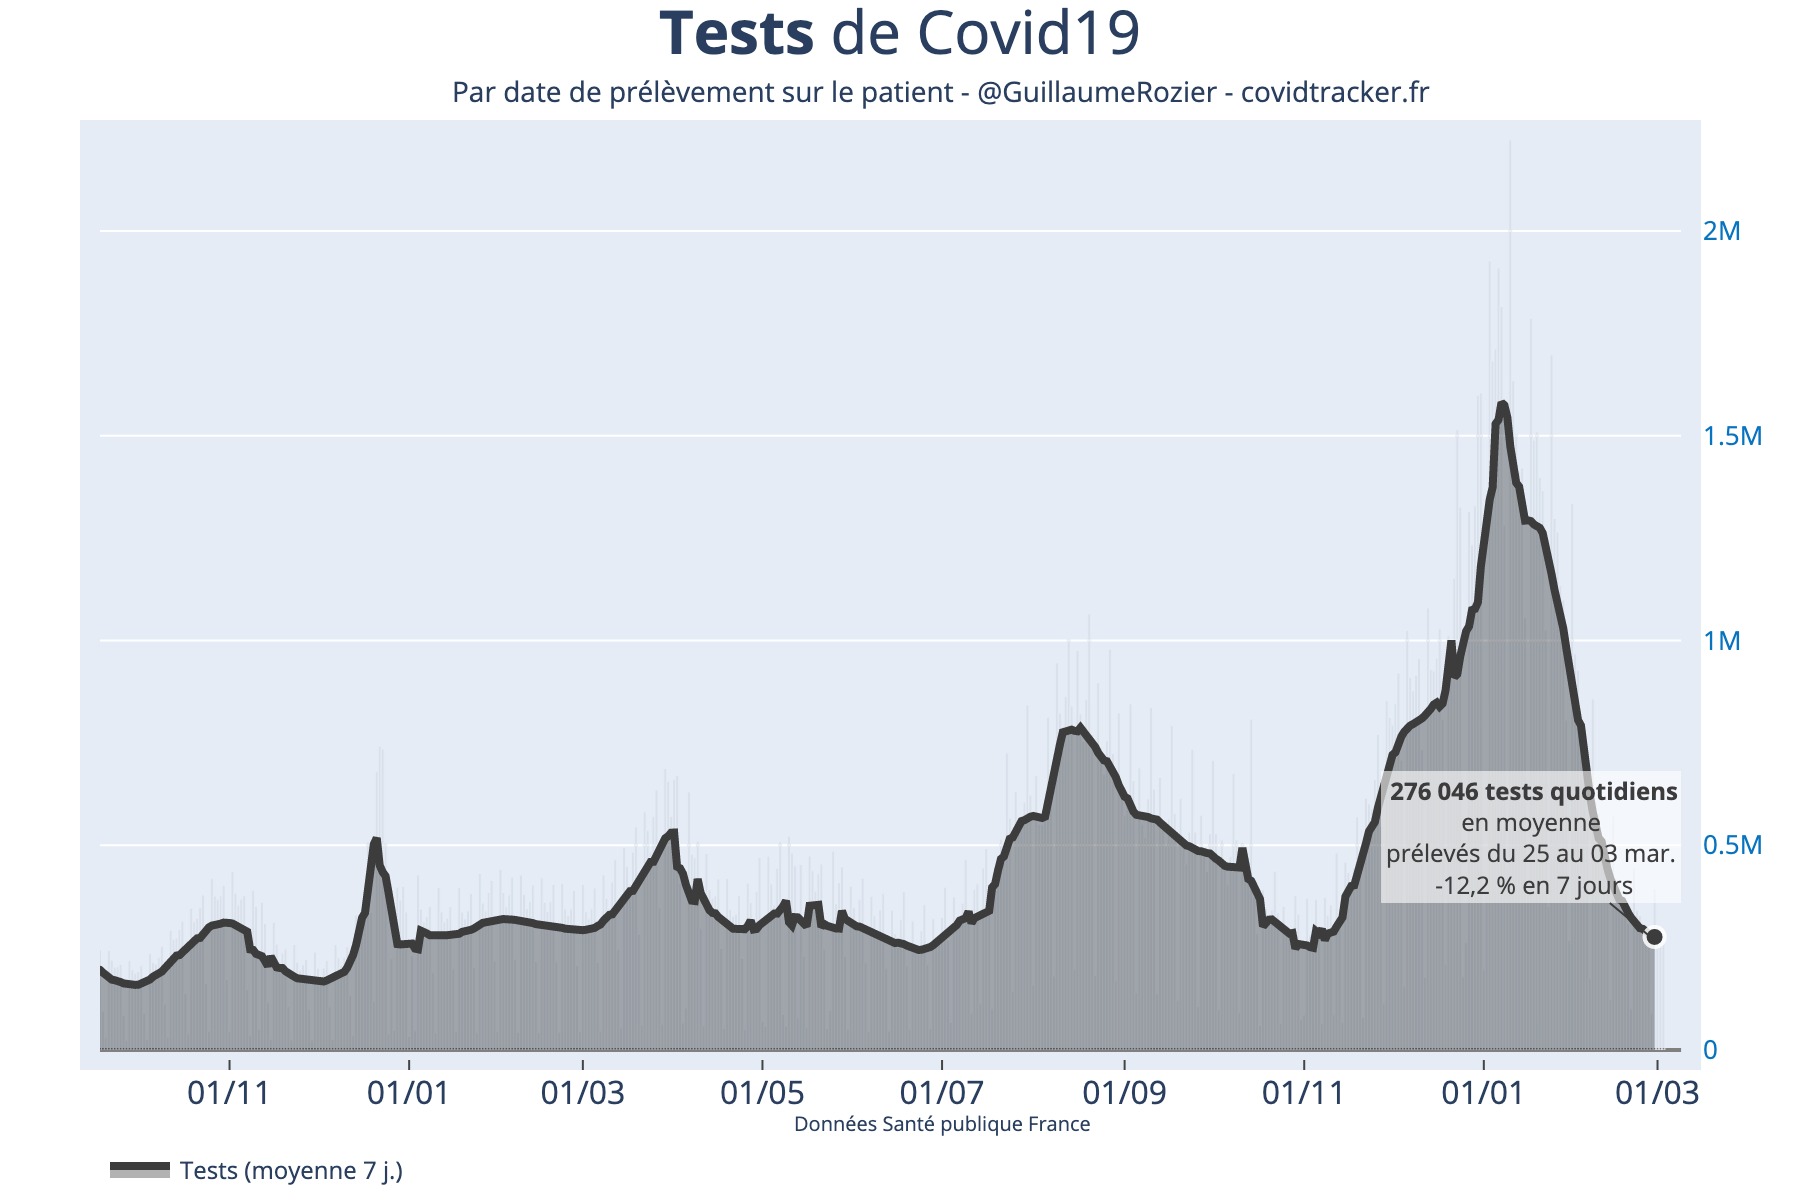 Tests de Covid19
Par date de prélèvement sur le patient - @GuillaumeRozier - covidtracker.fr
2M
1.5M
1M
276 046 tests quotidiens
en moyenne
prélevés du 25 au 03 mar.
-12,2 % en 7 jours
0.5M
0
01/11 01/01 01/03 01/05 01/07 01/09 01/11 01/01 01/03
Données Santé publique France
Tests (moyenne 7 j.)